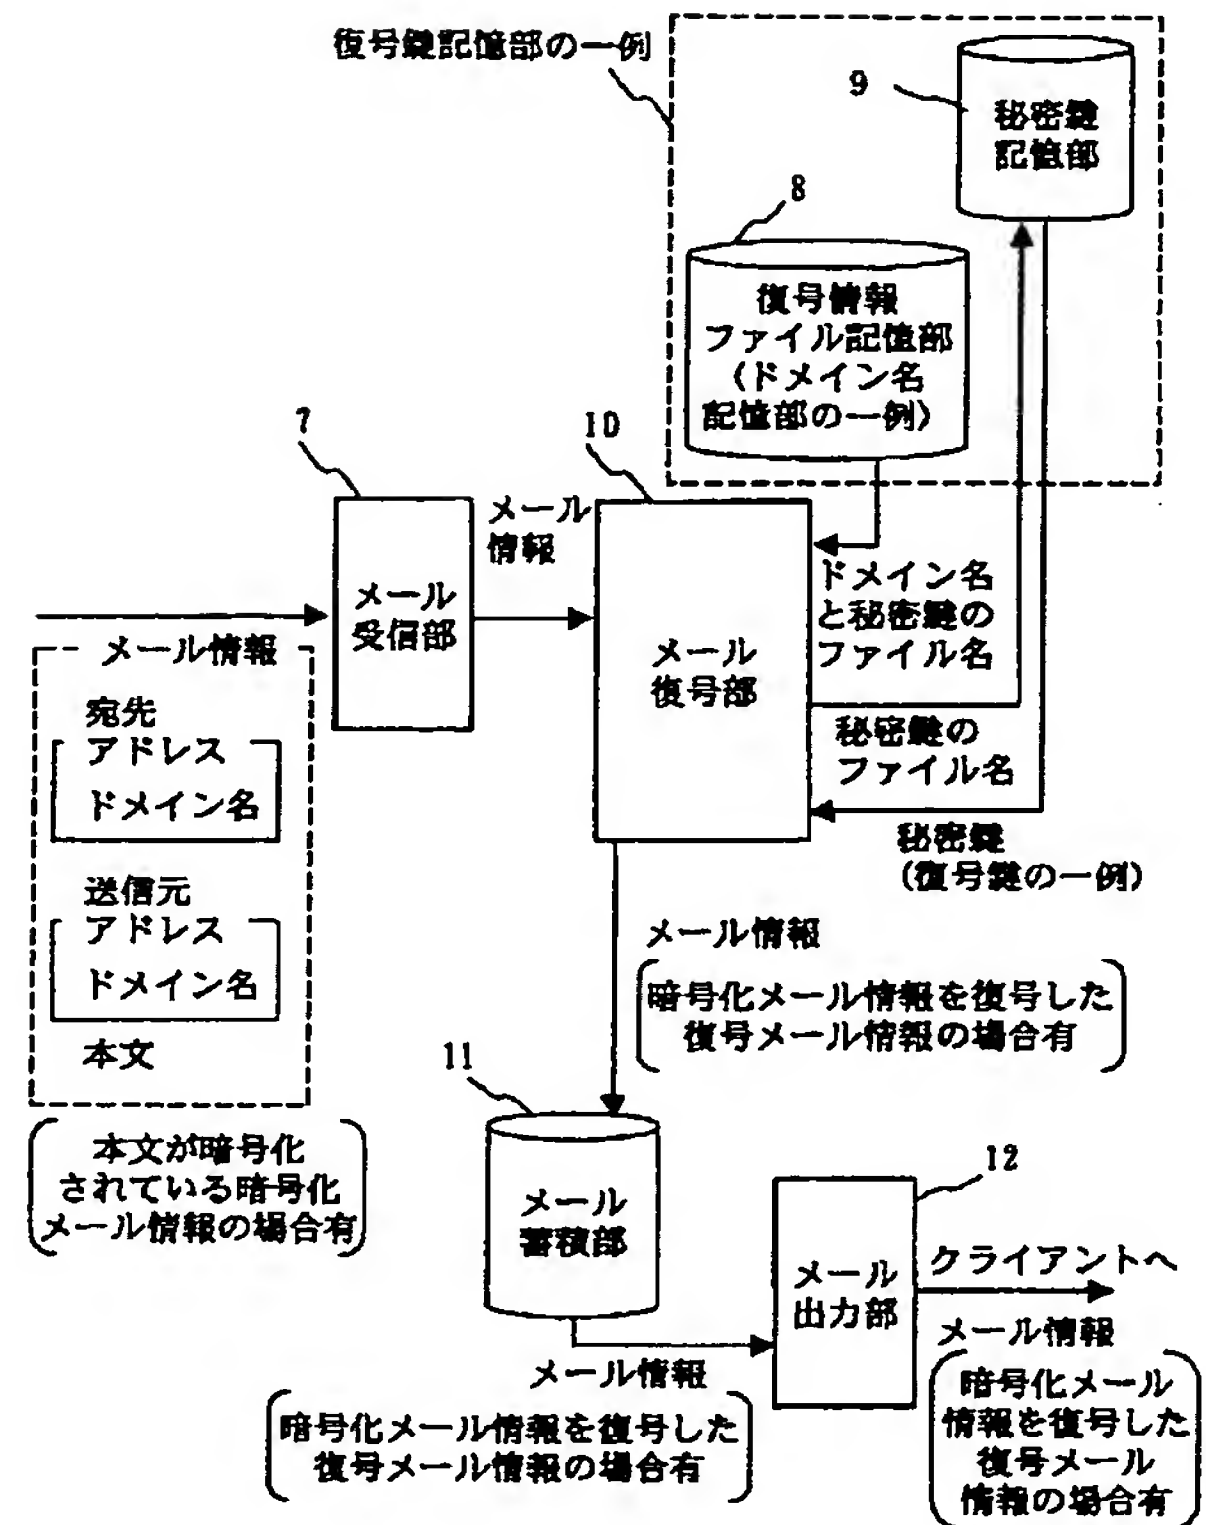 復号鍵記憶部の一例
9
秘密鍵
記憶部
8
復号情報
ファイル記憶部
(ドメイン名
記憶部の一例)
7
10
メール
情報
メール
受信部
メール
復号部
ドメイン名
と秘密鍵の
ファイル名
秘密鍵の
ファイル名
秘密鍵
(復号鍵の一例)
メール情報
宛先
アドレス
ドメイン名
送信元
アドレス
ドメイン名
本文
本文が暗号化
されている暗号化
メール情報の場合有
メール情報
暗号化メール情報を復号した
復号メール情報の場合有
11
メール
蓄積部
12
メール
出力部
クライアントへ
メール情報
暗号化メール
情報を復号した
復号メール
情報の場合有
メール情報
暗号化メール情報を復号した
復号メール情報の場合有